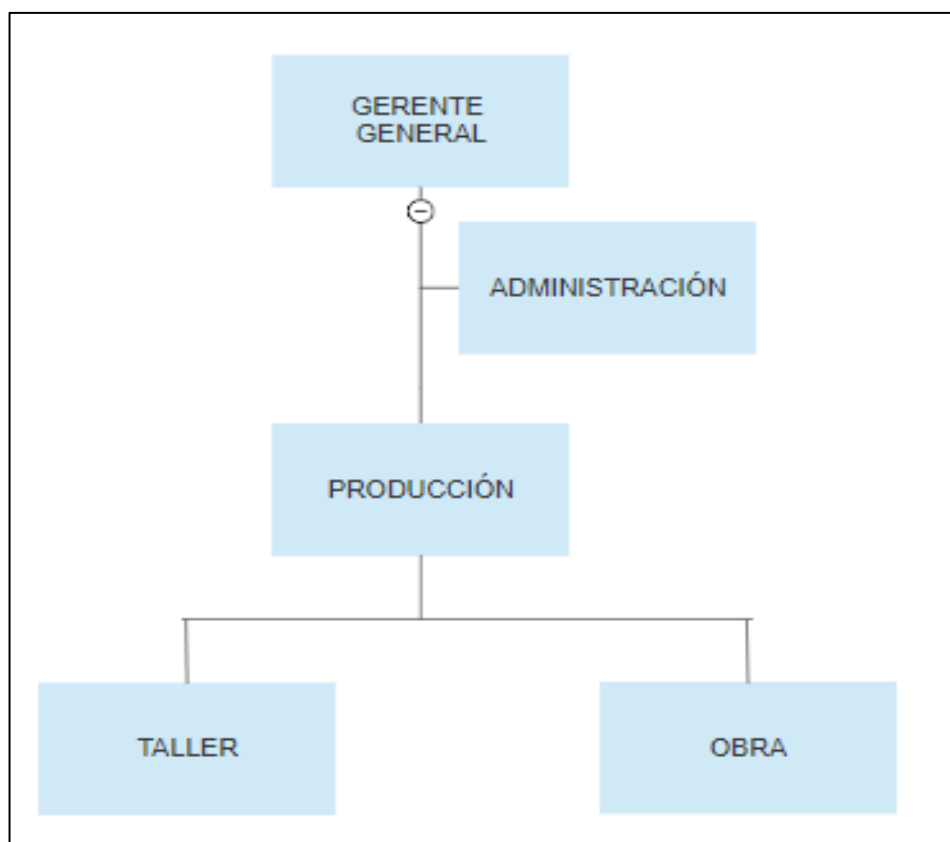 GERENTE
GENERAL
ADMINISTRACIÓN
PRODUCCIÓN
TALLER
OBRA